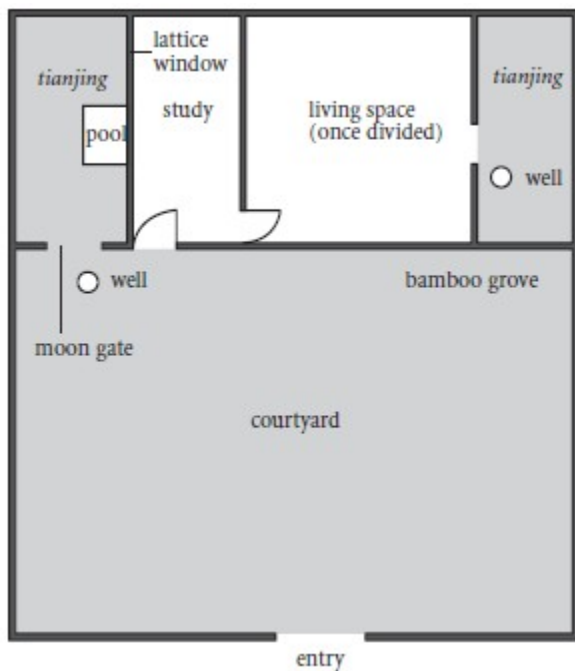 lattice
window
tianjing
tianjing
study
living space
(once divided)
pool
well
well
bamboo grove
moon gate
courtyard
entry